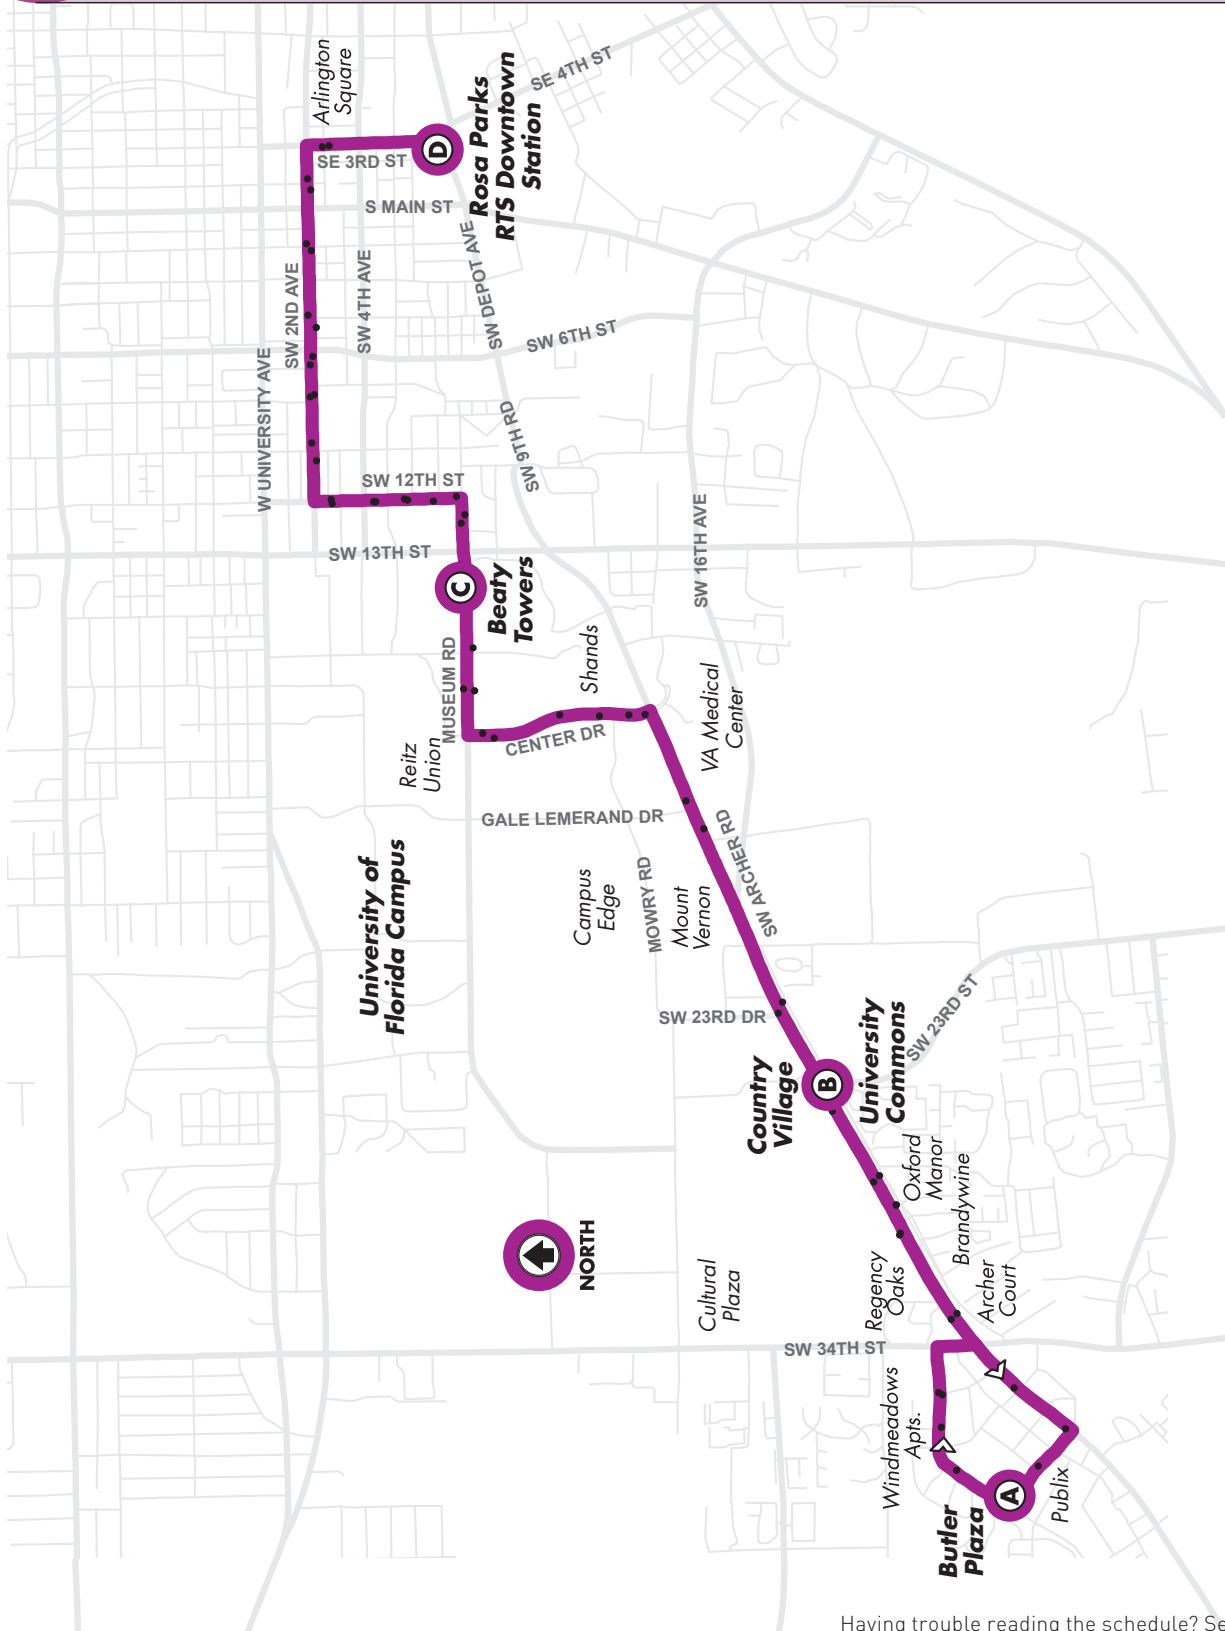 Arlington
Square
SE 4TH ST
Rosa Parks
RTS Downtown
Station
D
SE 3RD ST
S MAIN ST
SW DEPOT AVE
SW 2ND AVE
SW 4TH AVE
SW 6TH ST
W UNIVERSITY AVE
SW 9TH RD
SW 12TH ST
SW 13TH ST
SW 16TH AVE
C
Beaty
Towers
MUSEUM RD
Shands
Reitz
Union
CENTER DR
VA Medical
Center
GALE LEMERAND DR
SW ARCHER RD
University of
Florida Campus
Campus
Edge
MOWRY RD
Mount
Vernon
SW 23RD DR
SW 23RD ST
Country
Village
B
University
Commons
Oxford
Manor
Brandywine
NORTH
Cultural
Plaza
Regency
Oaks
Archer
Court
SW 34TH ST
Windmeadows
Apts.
A
Butler
Plaza
Publix
Having trouble reading the schedule? Se